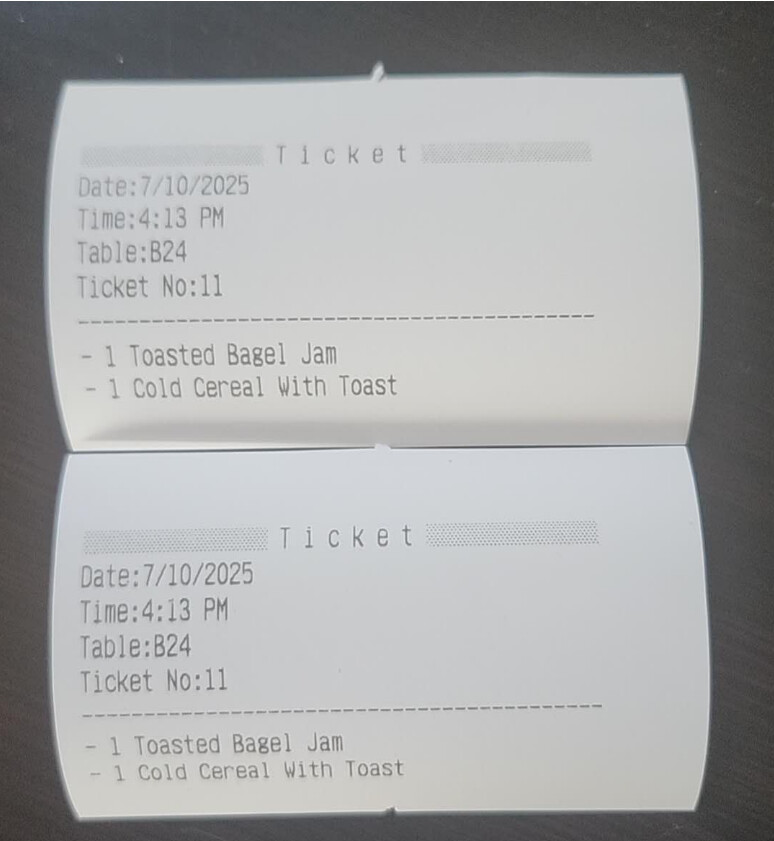 Ticket
Date:7/10/2025
Time:4:13 PM
Table:B24
Ticket No:11
------------------------------------------
- 1 Toasted Bagel Jam
- 1 Cold Cereal With Toast
Ticket
Date:7/10/2025
Time:4:13 PM
Table:B24
Ticket No:11
------------------------------------------
- 1 Toasted Bagel Jam
- 1 Cold Cereal With Toast